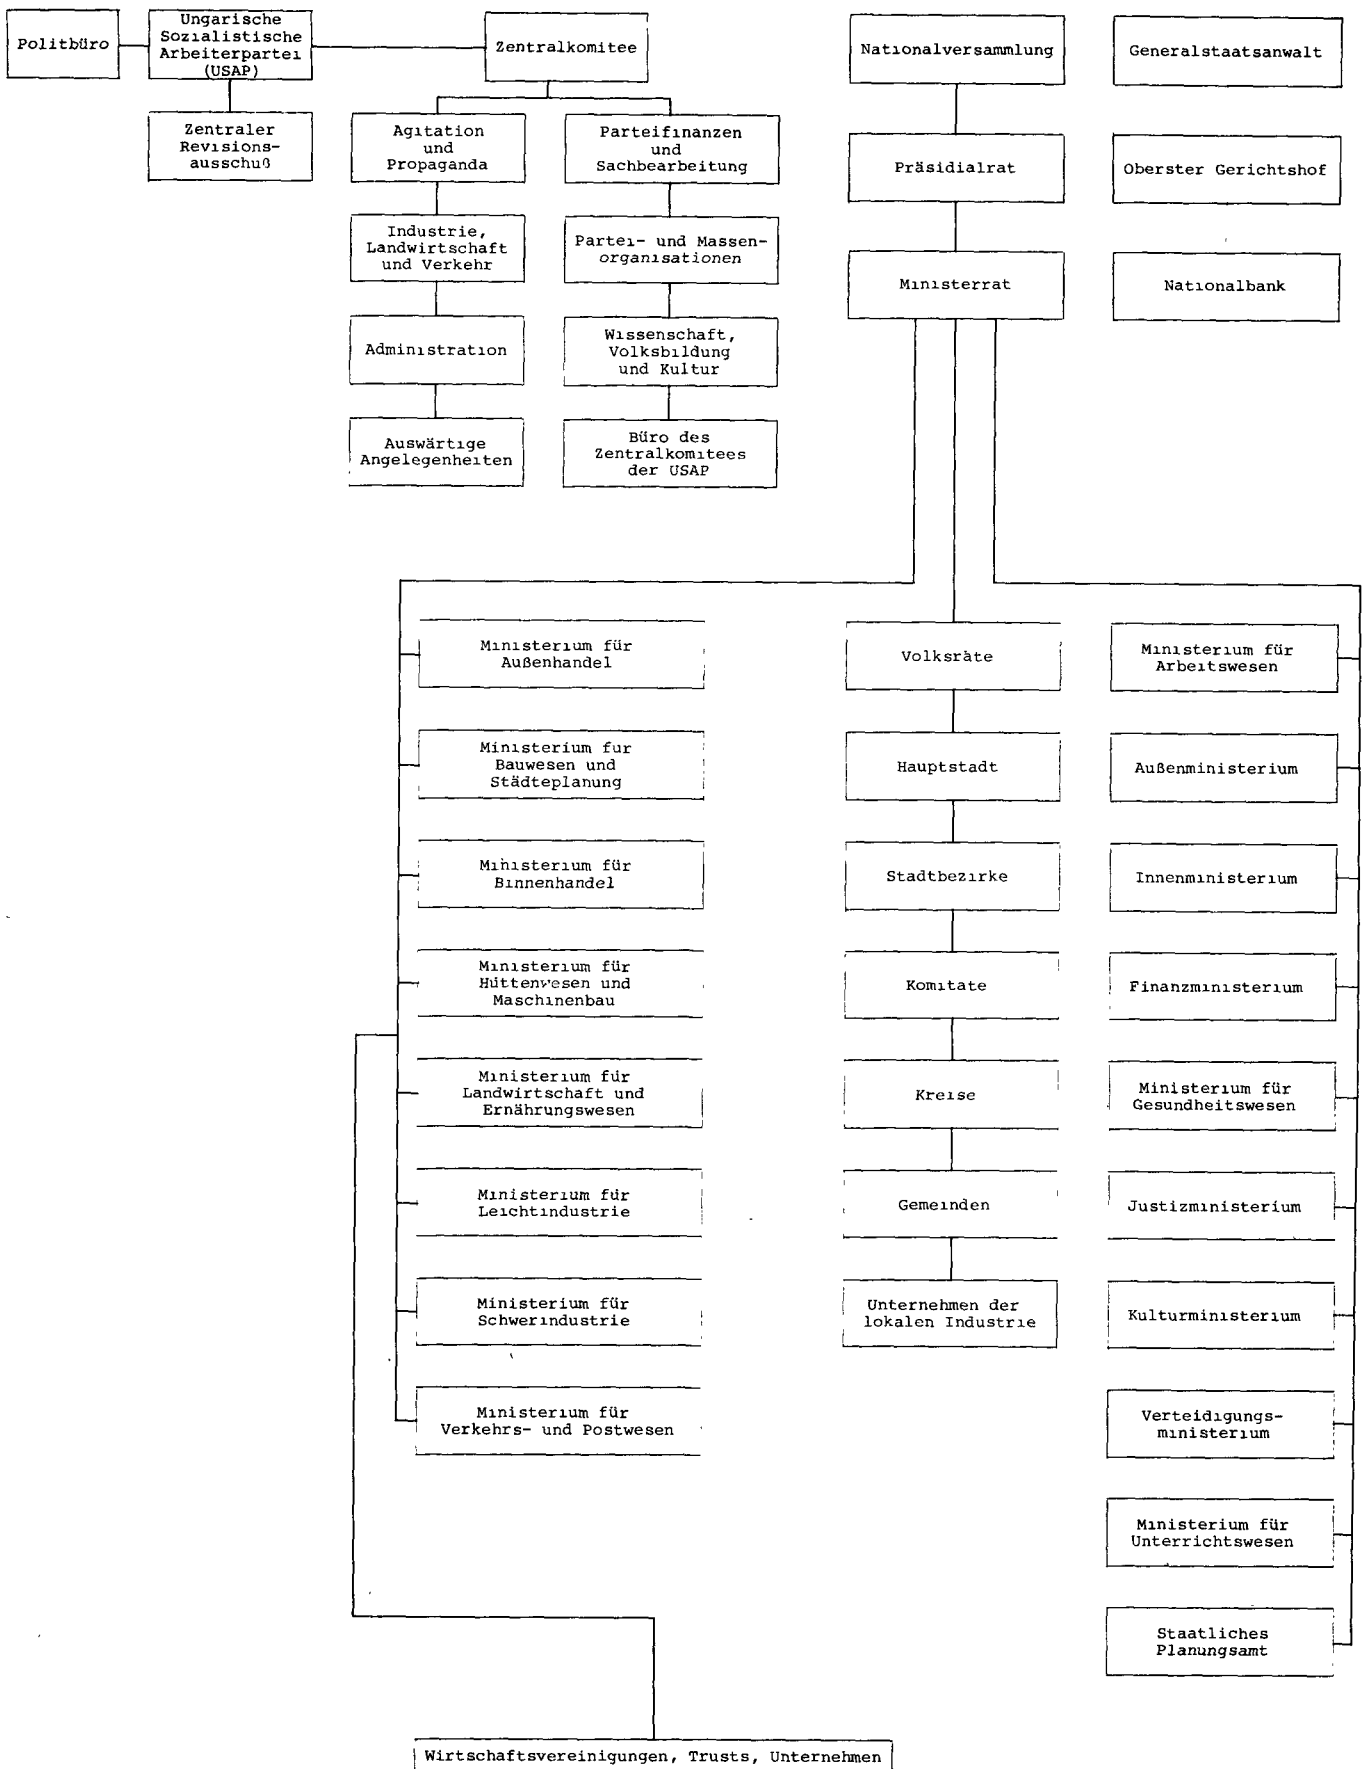 Politbüro
Ungarische
Sozialistische
Arbeiterpartei
(USAP)
Zentralkomitee
Nationalversammlung
Generalstaatsanwalt
Zentraler
Revisions-
ausschuß
Agitation
und
Propaganda
Parteifinanzen
und
Sachbearbeitung
Präsidialrat
Oberster Gerichtshof
Industrie,
Landwirtschaft
und Verkehr
Partei- und Massen-
organisationen
Ministerrat
Nationalbank
Administration
Wissenschaft,
Volksbildung
und Kultur
Auswärtige
Angelegenheiten
Büro des
Zentralkomitees
der USAP
Ministerium für
Außenhandel
Ministerium fur
Bauwesen und
Städteplanung
Ministerium für
Binnenhandel
Ministerium für
Hüttenwesen und
Maschinenbau
Ministerium für
Landwirtschaft und
Ernährungswesen
Ministerium für
Leichtindustrie
Ministerium für
Schwerindustrie
Ministerium für
Verkehrs- und Postwesen
Volksräte
Hauptstadt
Stadtbezirke
Komitate
Kreise
Gemeinden
Unternehmen der
lokalen Industrie
Ministerium für
Arbeitswesen
Außenministerium
Innenministerium
Finanzministerium
Ministerium für
Gesundheitswesen
Justizministerium
Kulturministerium
Verteidigungs-
ministerium
Ministerium für
Unterrichtswesen
Staatliches
Planungsamt
Wirtschaftsvereinigungen, Trusts, Unternehmen